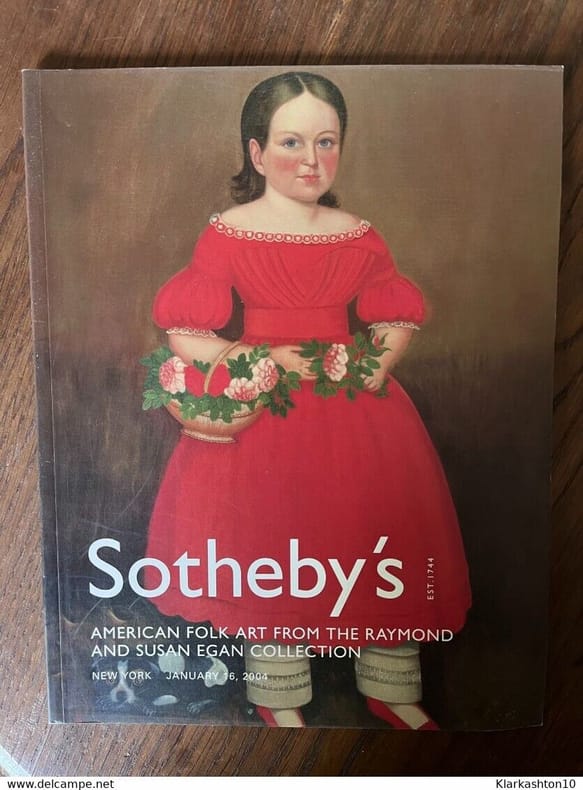 Sotheby's
EST.1744
AMERICAN FOLK ART FROM THE RAYMOND
AND SUSAN EGAN COLLECTION
NEW YORK JANUARY 16, 2004
www.delcampe.net
Klarkashton10